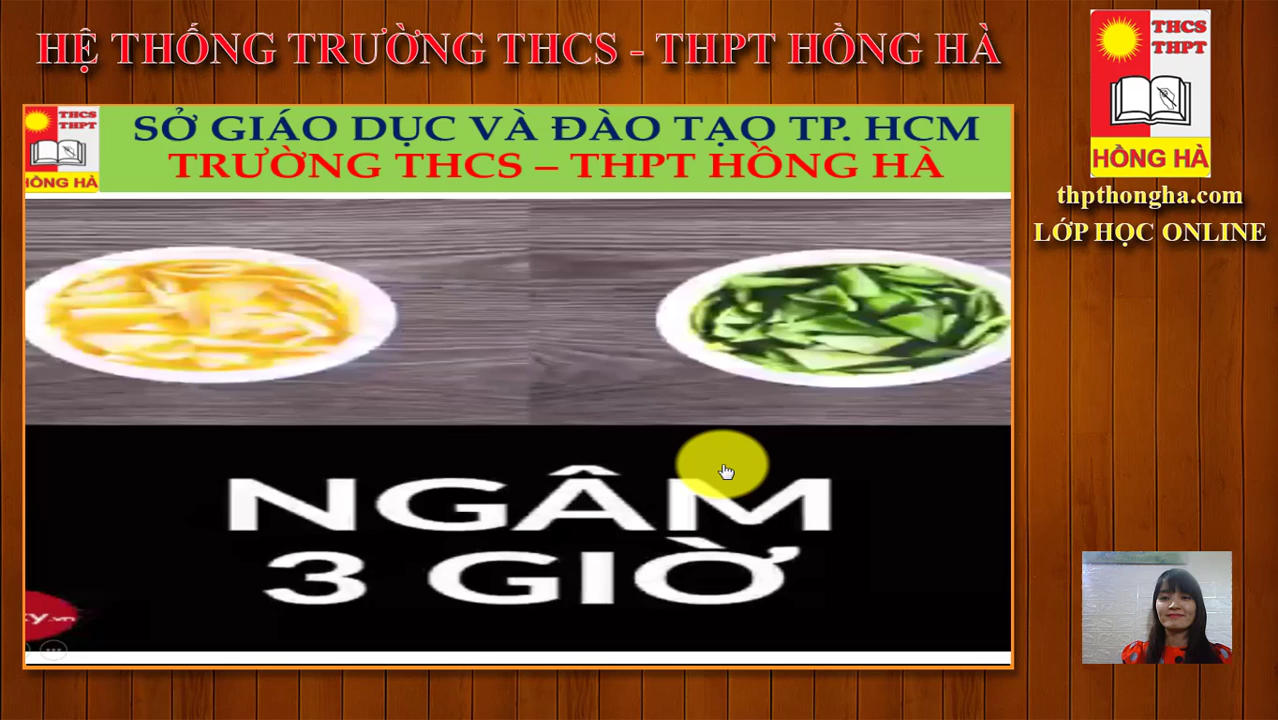 HỆ THỐNG TRƯỜNG THCS - THPT HỒNG HÀ
THCS
THPT
HỒNG HÀ
thpthongha.com
LỚP HỌC ONLINE
THCS
THPT
HỒNG HÀ
SỞ GIÁO DỤC VÀ ĐÀO TẠO TP. HCM
TRƯỜNG THCS – THPT HỒNG HÀ
NGÂM
3 GIỜ
y.vn